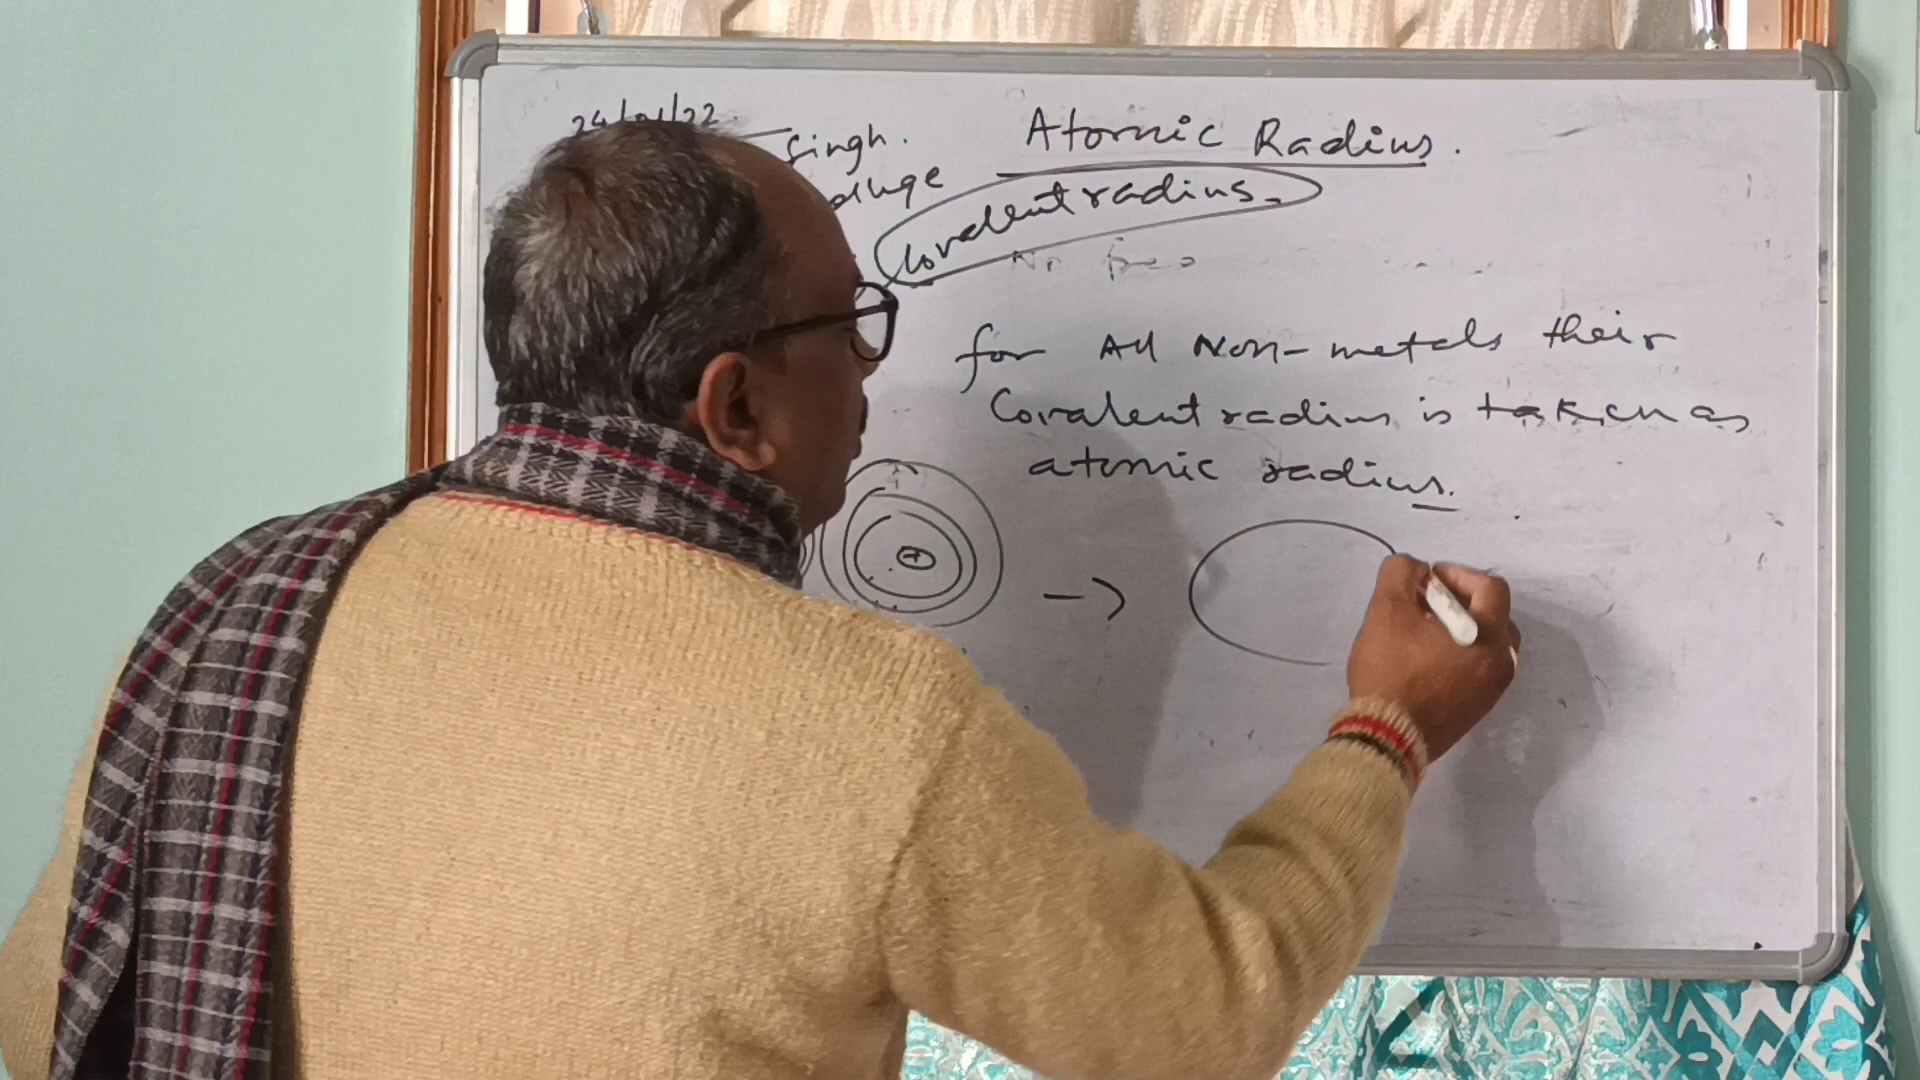 24/01/22.
Singh.
Atomic Radius.
Covalent radius.
for All Non-metals their
Covalent radius is taken as
atomic radius.
+
→